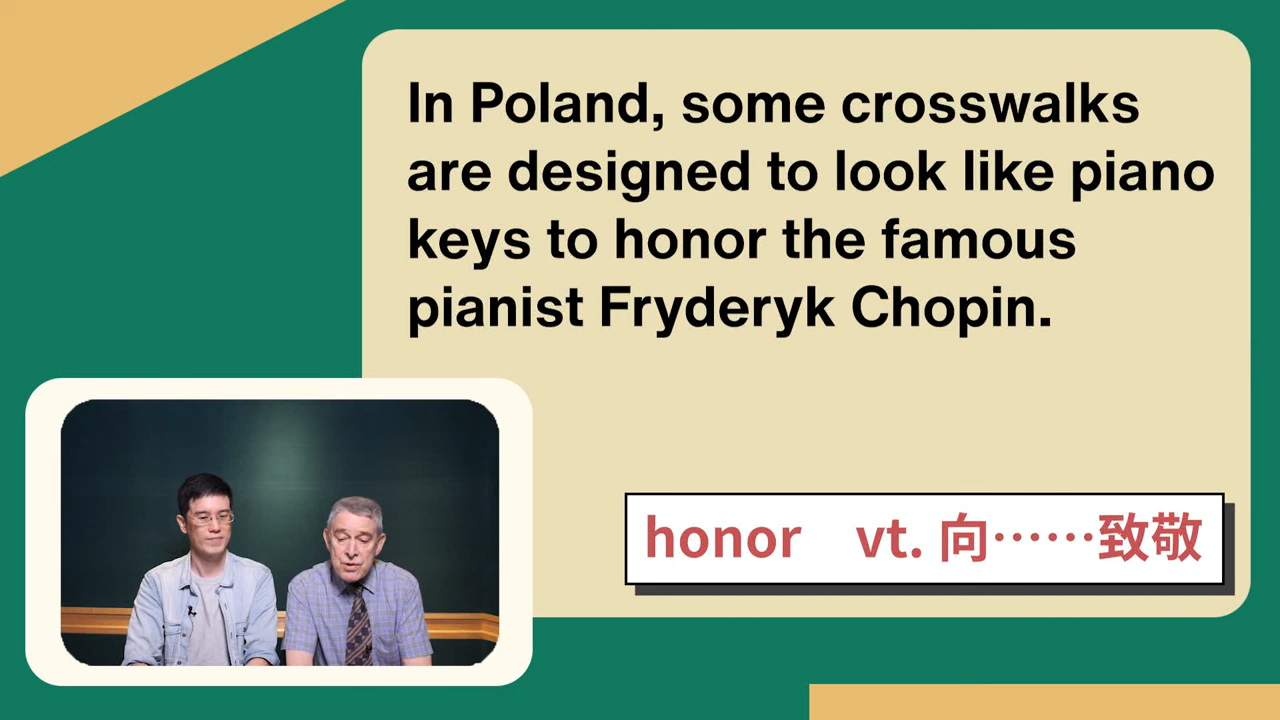 In Poland, some crosswalks
are designed to look like piano
keys to honor the famous
pianist Fryderyk Chopin.
honor vt. 向……致敬